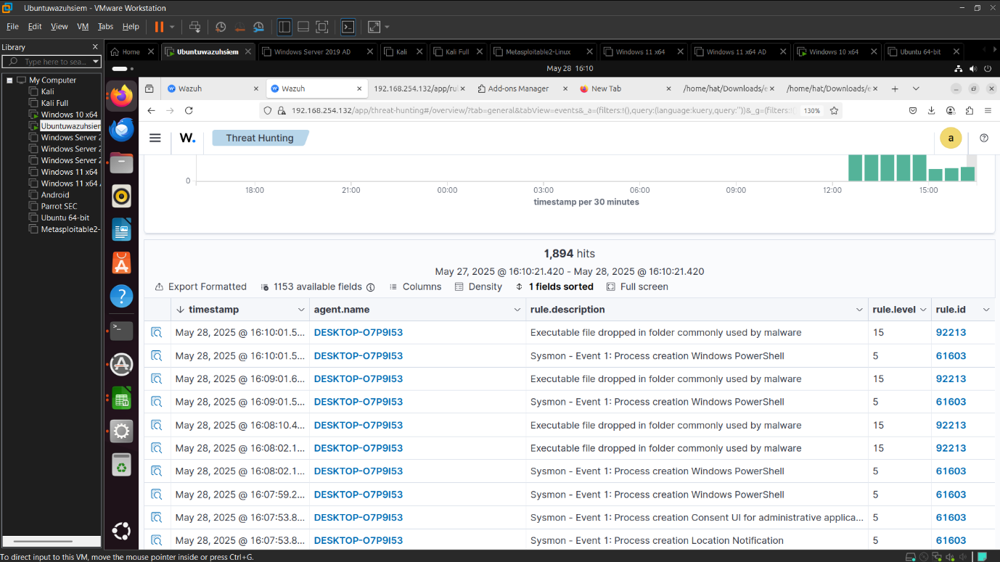 Ubuntuwazuhsiem - VMware Workstation
File Edit View VM Tabs Help
Library
Type here to sea...
My Computer
Kali
Kali Full
Windows 10 x64
Ubuntuwazuhsien
Windows Server 2
Windows Server 2
Windows Server 2
Windows 11 x64
Windows 11 x64
Android
Parrot SEC
Ubuntu 64-bit
Metasploitable2-
Home Ubuntuwazuhsiem Windows Server 2019 AD Kali Kali Full Metasploitable2-Linux Windows 11 x64 Windows 11 x64 AD Windows 10 x64 Ubuntu 64-bit
May 28 16:10
Wazuh Wazuh 192.168.254.132/app/ru Add-ons Manager New Tab /home/hat/Downloads/e /home/hat/Downloads/e
192.168.254.132/app/threat-hunting#/overview/?tab=general&tabView=events&_a=(filters:!(),query:(language:kuery,query:''))&_g=(filters:!( 130%
W. Threat Hunting a
0
18:00 21:00 00:00 03:00 06:00 09:00 12:00 15:00
timestamp per 30 minutes
1,894 hits
May 27, 2025 @ 16:10:21.420 - May 28, 2025 @ 16:10:21.420
Export Formatted 1153 available fields Columns Density 1 fields sorted Full screen
timestamp agent.name rule.description rule.level rule.id
May 28, 2025 @ 16:10:01.5... DESKTOP-O7P9I53 Executable file dropped in folder commonly used by malware 15 92213
May 28, 2025 @ 16:10:01.5... DESKTOP-O7P9I53 Sysmon - Event 1: Process creation Windows PowerShell 5 61603
May 28, 2025 @ 16:09:01.6... DESKTOP-O7P9I53 Executable file dropped in folder commonly used by malware 15 92213
May 28, 2025 @ 16:09:01.5... DESKTOP-O7P9I53 Sysmon - Event 1: Process creation Windows PowerShell 5 61603
May 28, 2025 @ 16:08:10.4... DESKTOP-O7P9I53 Executable file dropped in folder commonly used by malware 15 92213
May 28, 2025 @ 16:08:02.1... DESKTOP-O7P9I53 Executable file dropped in folder commonly used by malware 15 92213
May 28, 2025 @ 16:08:02.1... DESKTOP-O7P9I53 Sysmon - Event 1: Process creation Windows PowerShell 5 61603
May 28, 2025 @ 16:07:59.2... DESKTOP-O7P9I53 Sysmon - Event 1: Process creation Windows PowerShell 5 61603
May 28, 2025 @ 16:07:53.8... DESKTOP-O7P9I53 Sysmon - Event 1: Process creation Consent UI for administrative applica... 5 61603
May 28, 2025 @ 16:07:53.8... DESKTOP-O7P9I53 Sysmon - Event 1: Process creation Location Notification 5 61603
To direct input to this VM, move the mouse pointer inside or press Ctrl+G.